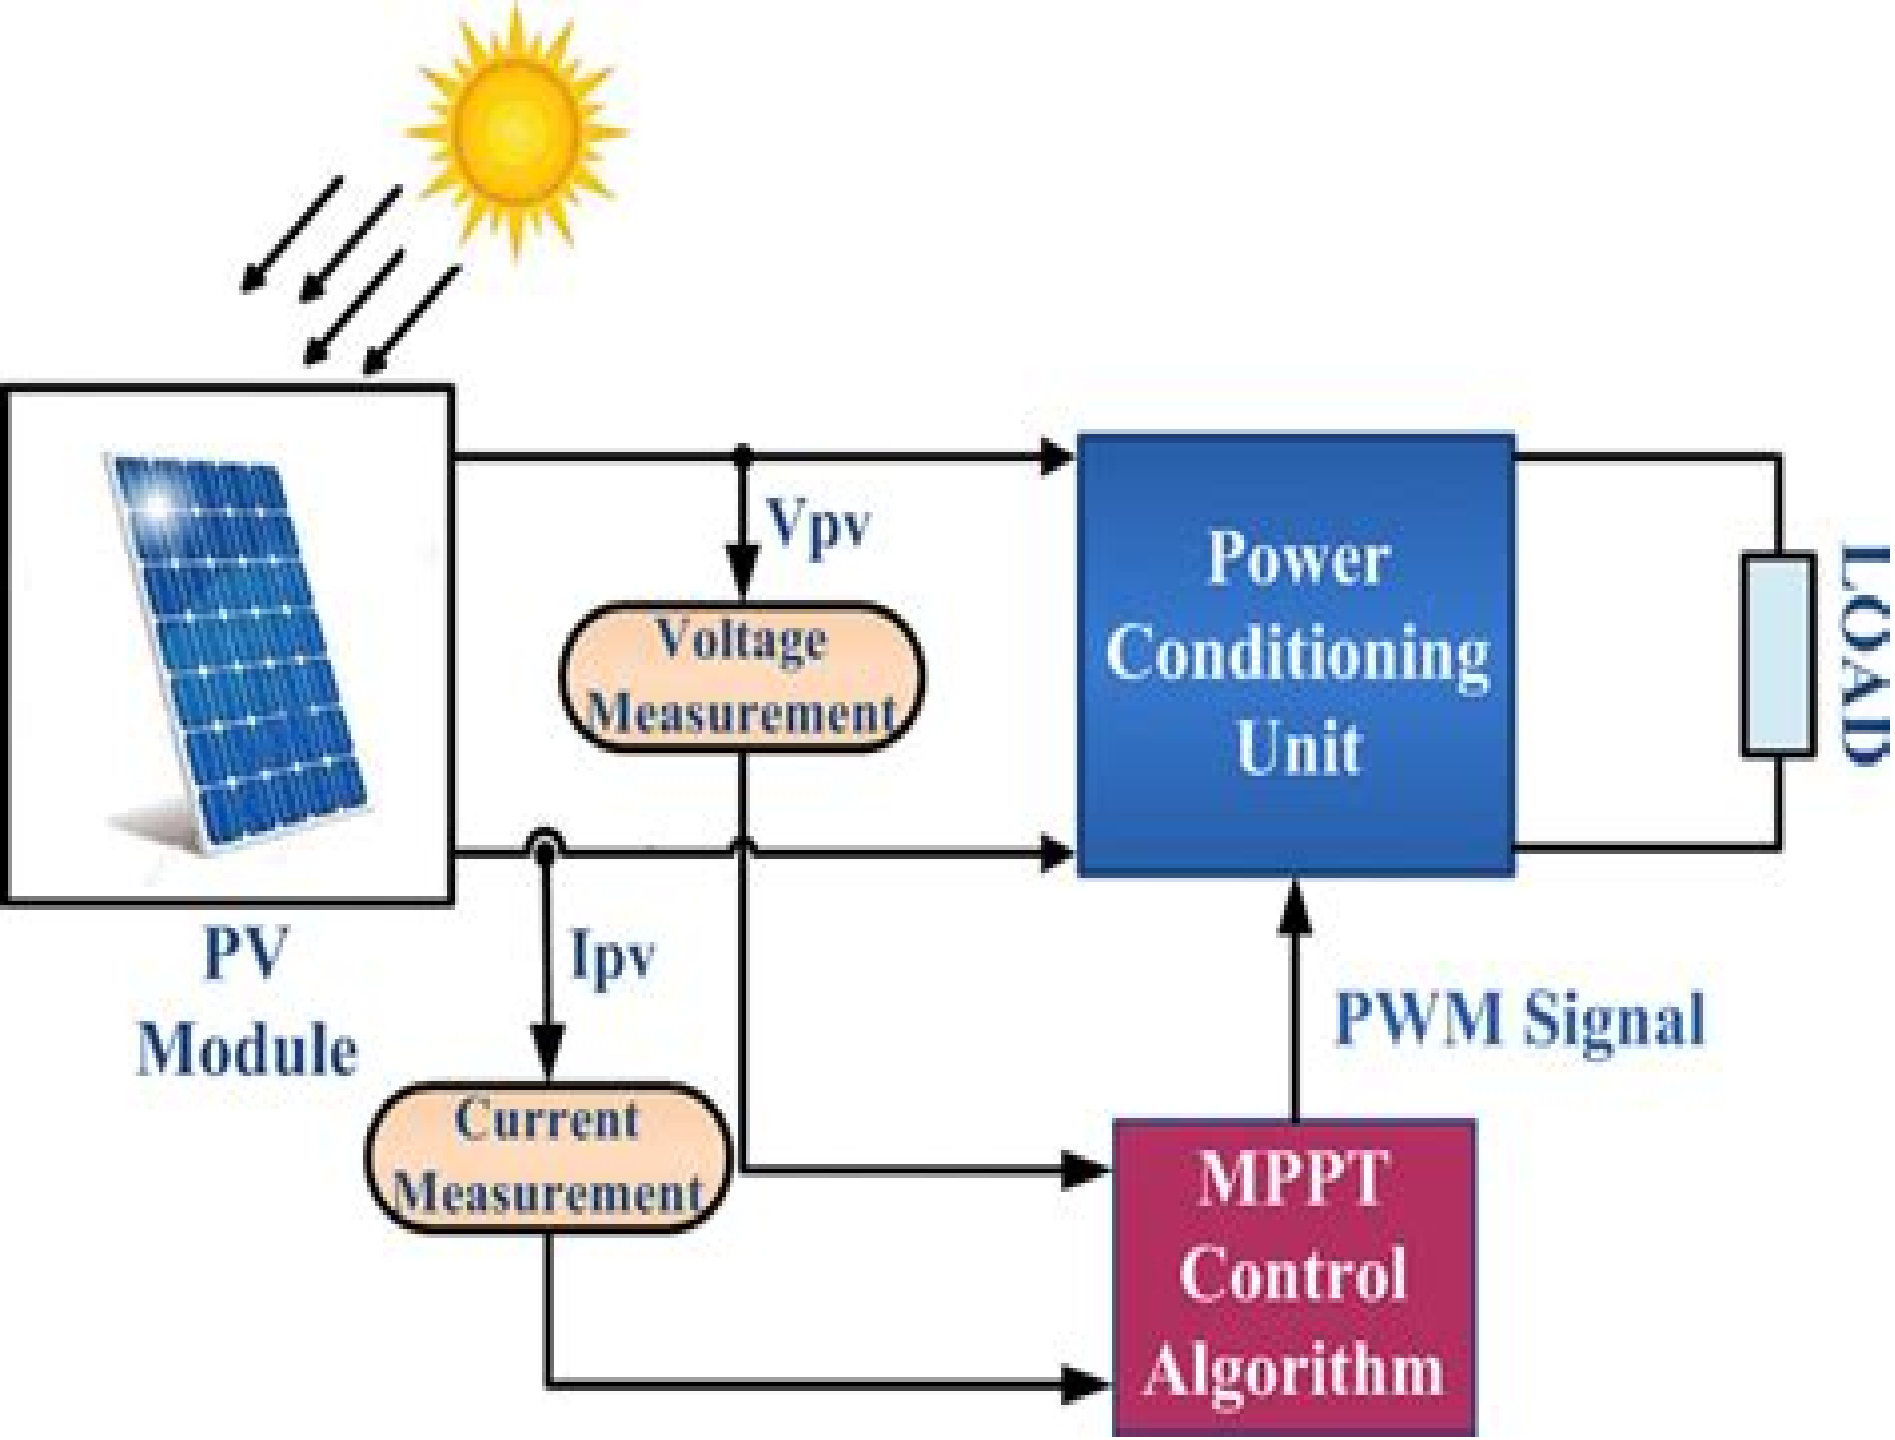 Vpv
Voltage
Measurement
Power
Conditioning
Unit
LOAD
PV
Module
Ipv
Current
Measurement
PWM Signal
MPPT
Control
Algorithm